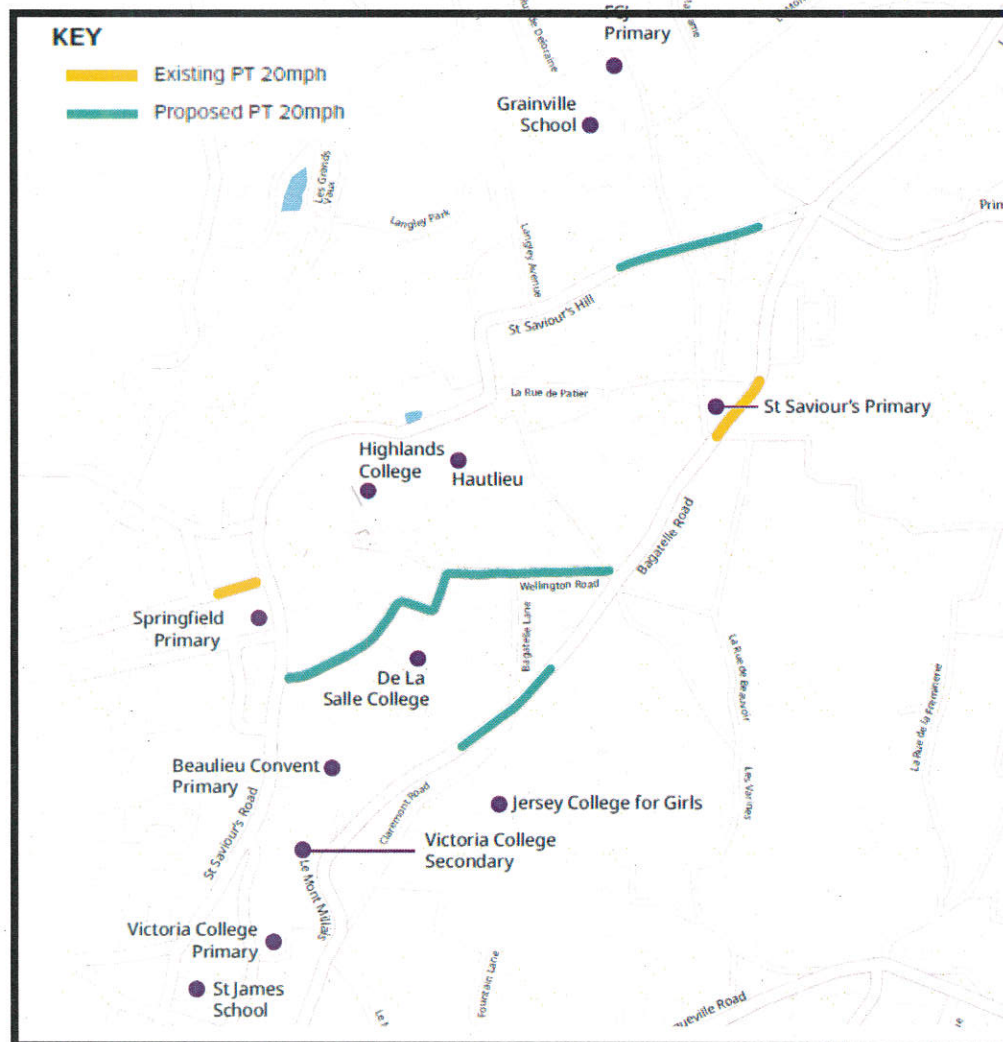 KEY
Existing PT 20mph
Proposed PT 20mph
Primary
Grainville
School
Les Grands
Vaux
Langley Park
Langley Avenue
St Saviour's Hill
La Rue de Patier
St Saviour's Primary
Highlands
College
Hautlieu
Bagatelle Road
Wellington Road
Bagatelle Lane
Springfield
Primary
De La
Salle College
La Rue de Beauvoir
La Rue de la Freminerie
Beaulieu Convent
Primary
Les Varines
Claremont Road
Jersey College for Girls
St Saviour's Road
Victoria College
Secondary
Le Mont Millais
Victoria College
Primary
St James
School
Fountain Lane
ueville Road